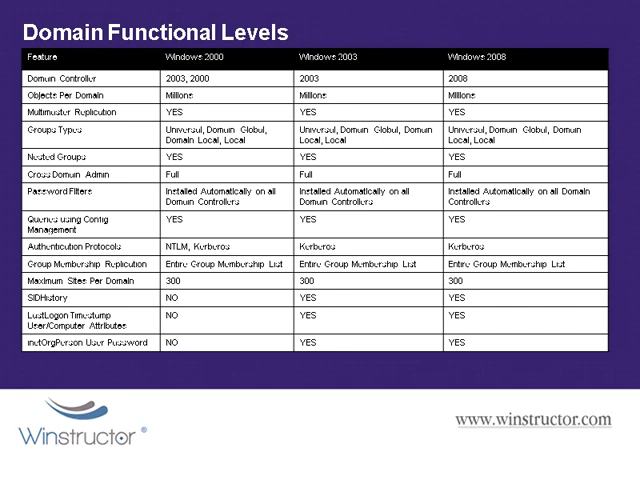 Domain Functional Levels
Feature Windows 2000 Windows 2003 Windows 2008
Domain Controller 2003, 2000 2003 2008
Objects Per Domain Millions Millions Millions
Multimaster Replication YES YES YES
Groups Types Universal, Domain Global, Universal, Domain Global, Domain Universal, Domain Global, Domain
Domain Local, Local Local, Local Local, Local
Nested Groups YES YES YES
Cross Domain Admin Full Full Full
Password Filters Installed Automatically on all Installed Automatically on all Installed Automatically on all Domain
Domain Controllers Domain Controllers Controllers
Queries using Config YES YES YES
Management
Authentication Protocols NTLM, Kerberos Kerberos Kerberos
Group Membership Replication Entire Group Membership List Entire Group Membership List Entire Group Membership List
Maximum Sites Per Domain 300 300 300
SIDHistory NO YES YES
LastLogon Timestamp NO YES YES
User/Computer Attributes
inetOrgPerson User Password NO YES YES
Winstructor ®
www.winstructor.com